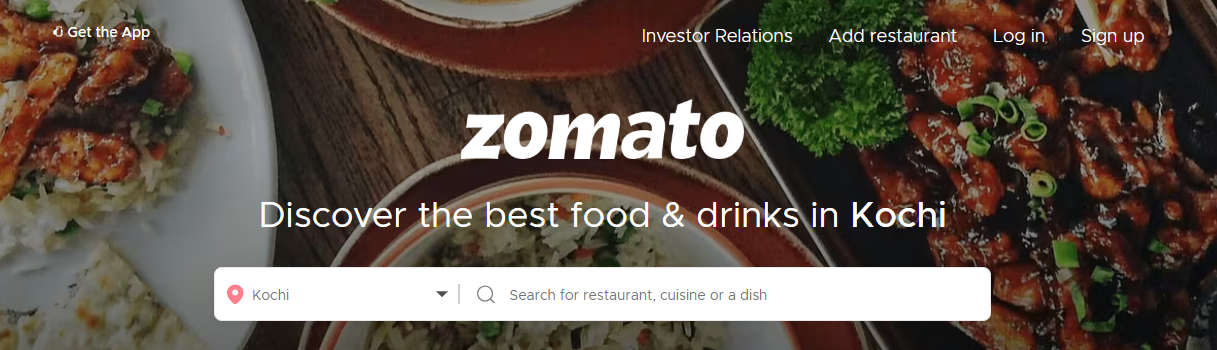 Get the App
Investor Relations Add restaurant Log in Sign up
zomato
Discover the best food & drinks in Kochi
Kochi Search for restaurant, cuisine or a dish